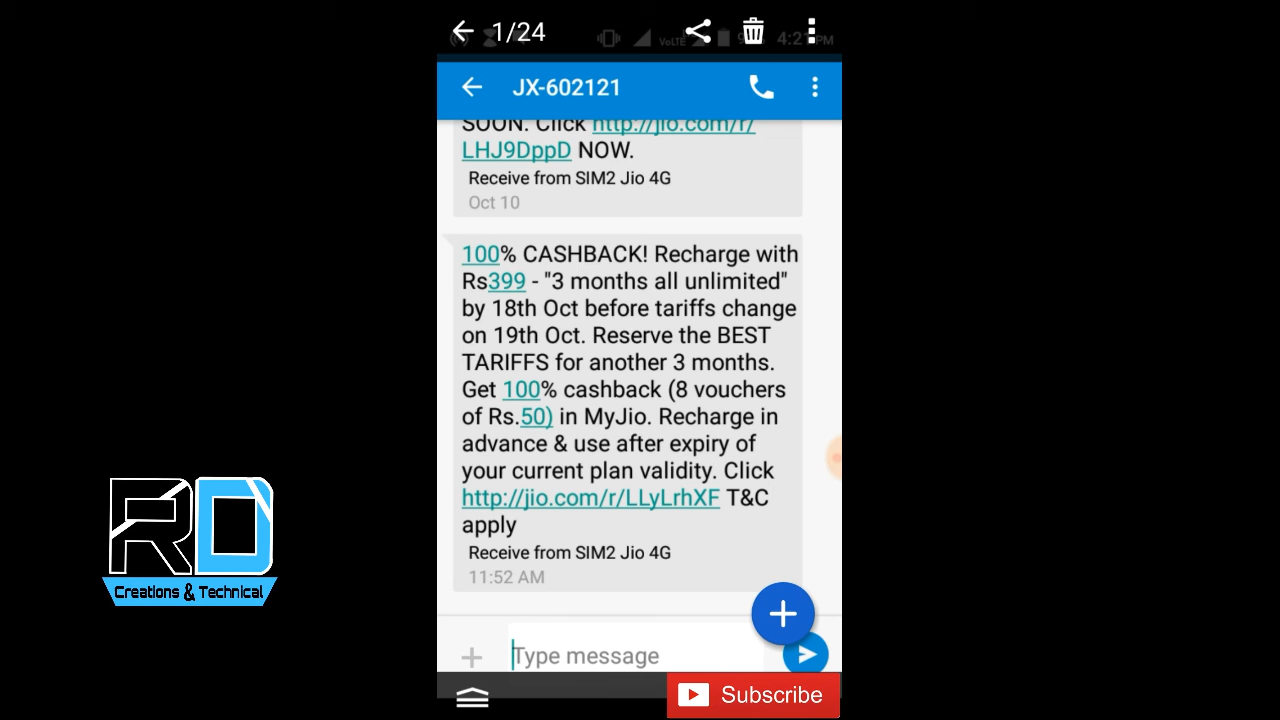 1/24
VoLTE
4:21 PM
JX-602121
SOON. Click http://jio.com/r/
LHJ9DppD NOW.
Receive from SIM2 Jio 4G
Oct 10
100% CASHBACK! Recharge with
Rs399 - "3 months all unlimited"
by 18th Oct before tariffs change
on 19th Oct. Reserve the BEST
TARIFFS for another 3 months.
Get 100% cashback (8 vouchers
of Rs.50) in MyJio. Recharge in
advance & use after expiry of
your current plan validity. Click
http://jio.com/r/LLyLrhXF T&C
apply
Receive from SIM2 Jio 4G
11:52 AM
Type message
Subscribe
RD
Creations & Technical